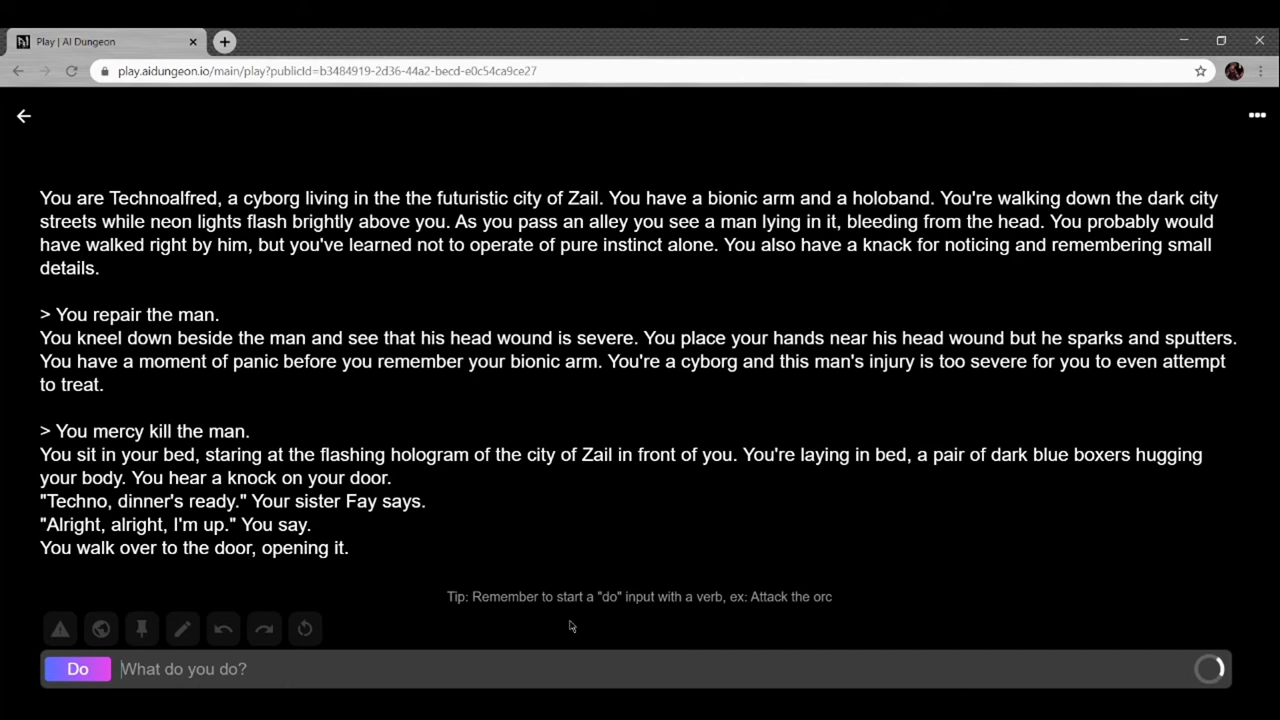 Play | AI Dungeon
play.aidungeon.io/main/play?publicId=b3484919-2d36-44a2-becd-e0c54ca9ce27
You are Technoalfred, a cyborg living in the the futuristic city of Zail. You have a bionic arm and a holoband. You're walking down the dark city
streets while neon lights flash brightly above you. As you pass an alley you see a man lying in it, bleeding from the head. You probably would
have walked right by him, but you've learned not to operate of pure instinct alone. You also have a knack for noticing and remembering small
details.
> You repair the man.
You kneel down beside the man and see that his head wound is severe. You place your hands near his head wound but he sparks and sputters.
You have a moment of panic before you remember your bionic arm. You're a cyborg and this man's injury is too severe for you to even attempt
to treat.
> You mercy kill the man.
You sit in your bed, staring at the flashing hologram of the city of Zail in front of you. You're laying in bed, a pair of dark blue boxers hugging
your body. You hear a knock on your door.
"Techno, dinner's ready." Your sister Fay says.
"Alright, alright, I'm up." You say.
You walk over to the door, opening it.
Tip: Remember to start a "do" input with a verb, ex: Attack the orc
Do What do you do?